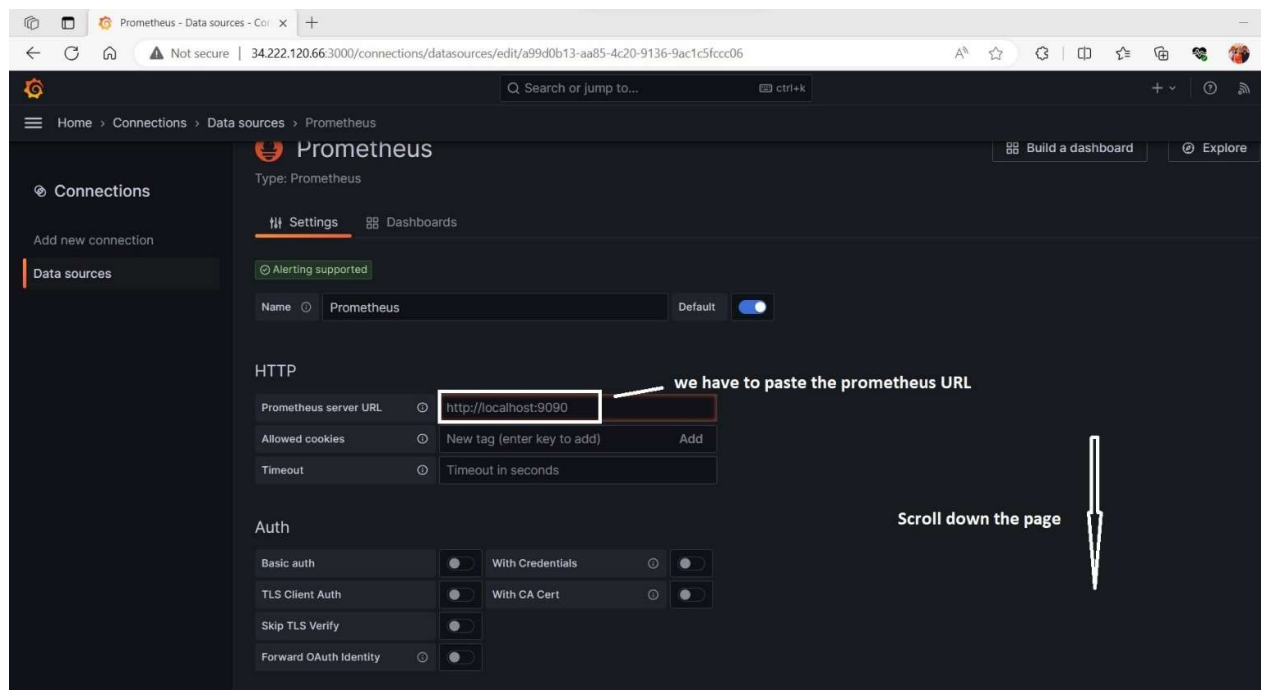 Prometheus - Data sources - Con
Not secure | 34.222.120.66:3000/connections/datasources/edit/a99d0b13-aa85-4c20-9136-9ac1c5fccc06
Search or jump to... ctrl+k
Home > Connections > Data sources > Prometheus
Prometheus
Build a dashboard
Explore
Type: Prometheus
Connections
Settings
Dashboards
Add new connection
Data sources
Alerting supported
Name Prometheus Default
HTTP
we have to paste the prometheus URL
Prometheus server URL http://localhost:9090
Allowed cookies New tag (enter key to add) Add
Timeout Timeout in seconds
Scroll down the page
Auth
Basic auth With Credentials
TLS Client Auth With CA Cert
Skip TLS Verify
Forward OAuth Identity